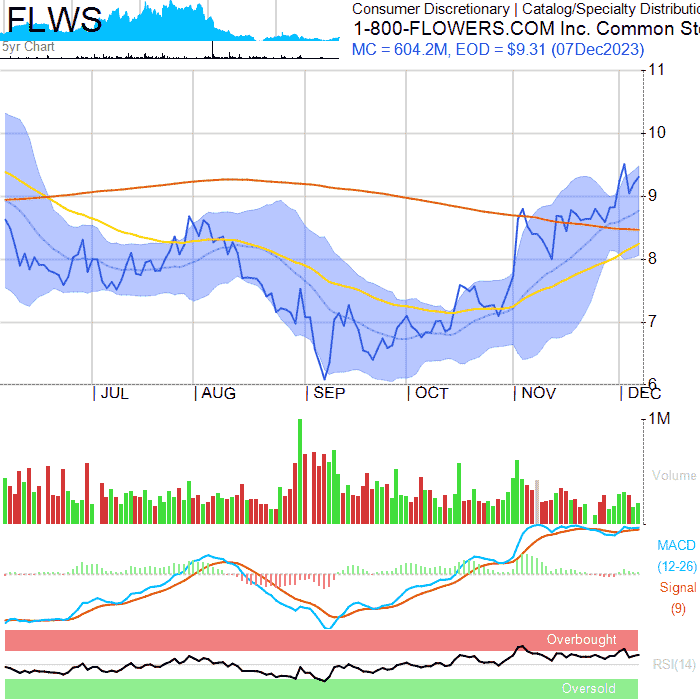 FLWS
5yr Chart
Consumer Discretionary | Catalog/Specialty Distributio
1-800-FLOWERS.COM Inc. Common Sto
MC = 604.2M, EOD = $9.31 (07Dec2023)
11
10
9
8
7
6
JUL AUG SEP OCT NOV DEC
1M
Volume
MACD
(12-26)
Signal
(9)
Overbought
RSI(14)
Oversold